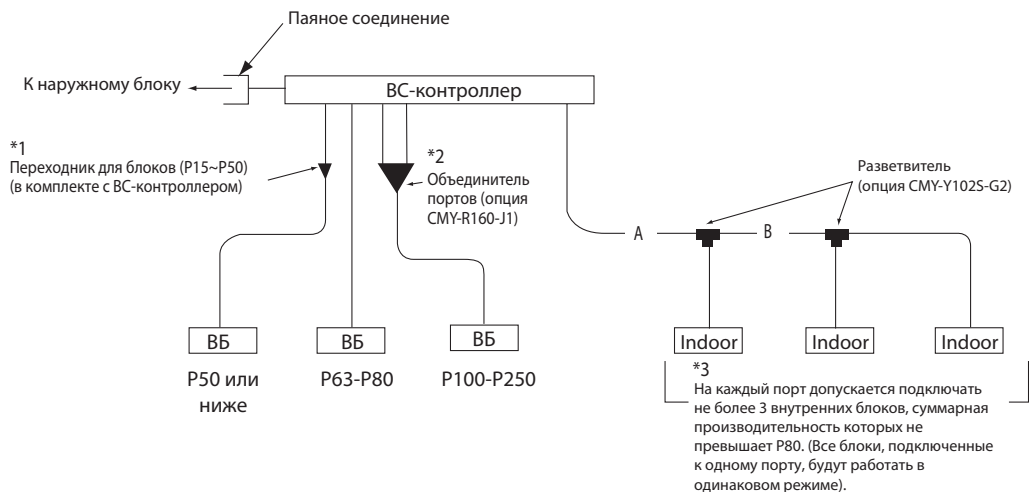 Паяное соединение
К наружному блоку
ВС-контроллер
*1
Переходник для блоков (P15~P50)
(в комплекте с ВС-контроллером)
*2
Объединитель
портов (опция
CMY-R160-J1)
Разветвитель
(опция CMY-Y102S-G2)
A
B
ВБ
ВБ
ВБ
Indoor
Indoor
Indoor
P50 или
ниже
P63-P80
P100-P250
*3
На каждый порт допускается подключать
не более 3 внутренних блоков, суммарная
производительность которых не
превышает P80. (Все блоки, подключенные
к одному порту, будут работать в
одинаковом режиме).